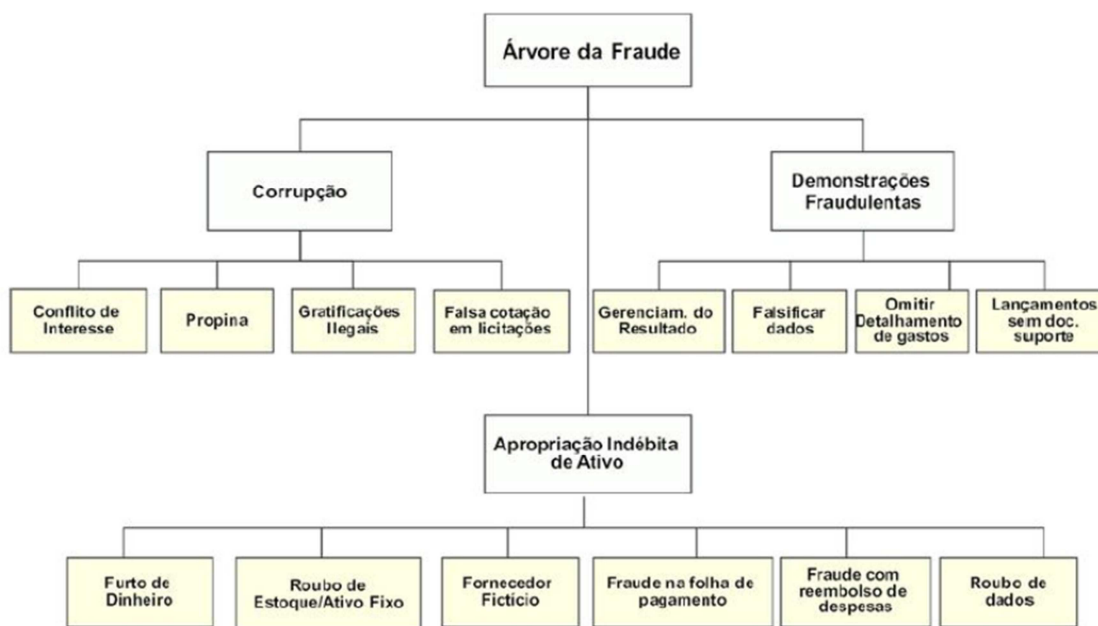 Árvore da Fraude
Corrupção
Demonstrações
Fraudulentas
Conflito de
Interesse
Propina
Gratificações
Ilegais
Falsa cotação
em licitações
Gerenciam. do
Resultado
Falsificar
dados
Omitir
Detalhamento
de gastos
Lançamentos
sem doc.
suporte
Apropriação Indébita
de Ativo
Furto de
Dinheiro
Roubo de
Estoque/Ativo Fixo
Fornecedor
Fictício
Fraude na folha de
pagamento
Fraude com
reembolso de
despesas
Roubo de
dados